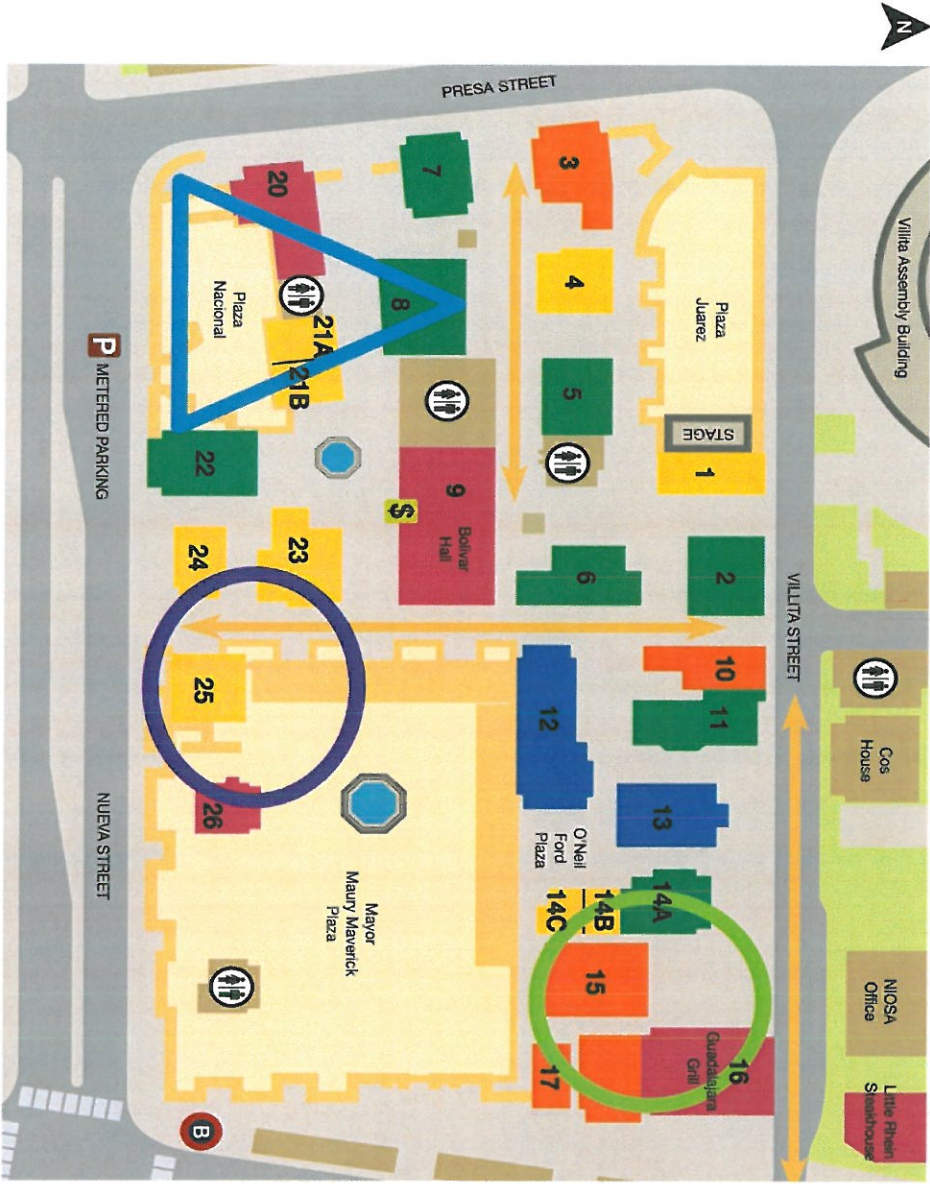 N
Villita Assembly Building
Cos
House
NIOSA
Office
Little Rhein
Steakhouse
VILLITA STREET
Plaza
Juarez
STAGE
1
2
10
11
13
14A
16
Guadalajara
Grill
PRESA STREET
3
4
5
6
12
O'Neil
Ford
Plaza
14B
14C
15
17
7
8
9
Bolivar
Hall
$
20
21A
21B
23
Mayor
Maury Maverick
Plaza
Plaza
Nacional
22
24
25
26
B
P METERED PARKING
NUEVA STREET